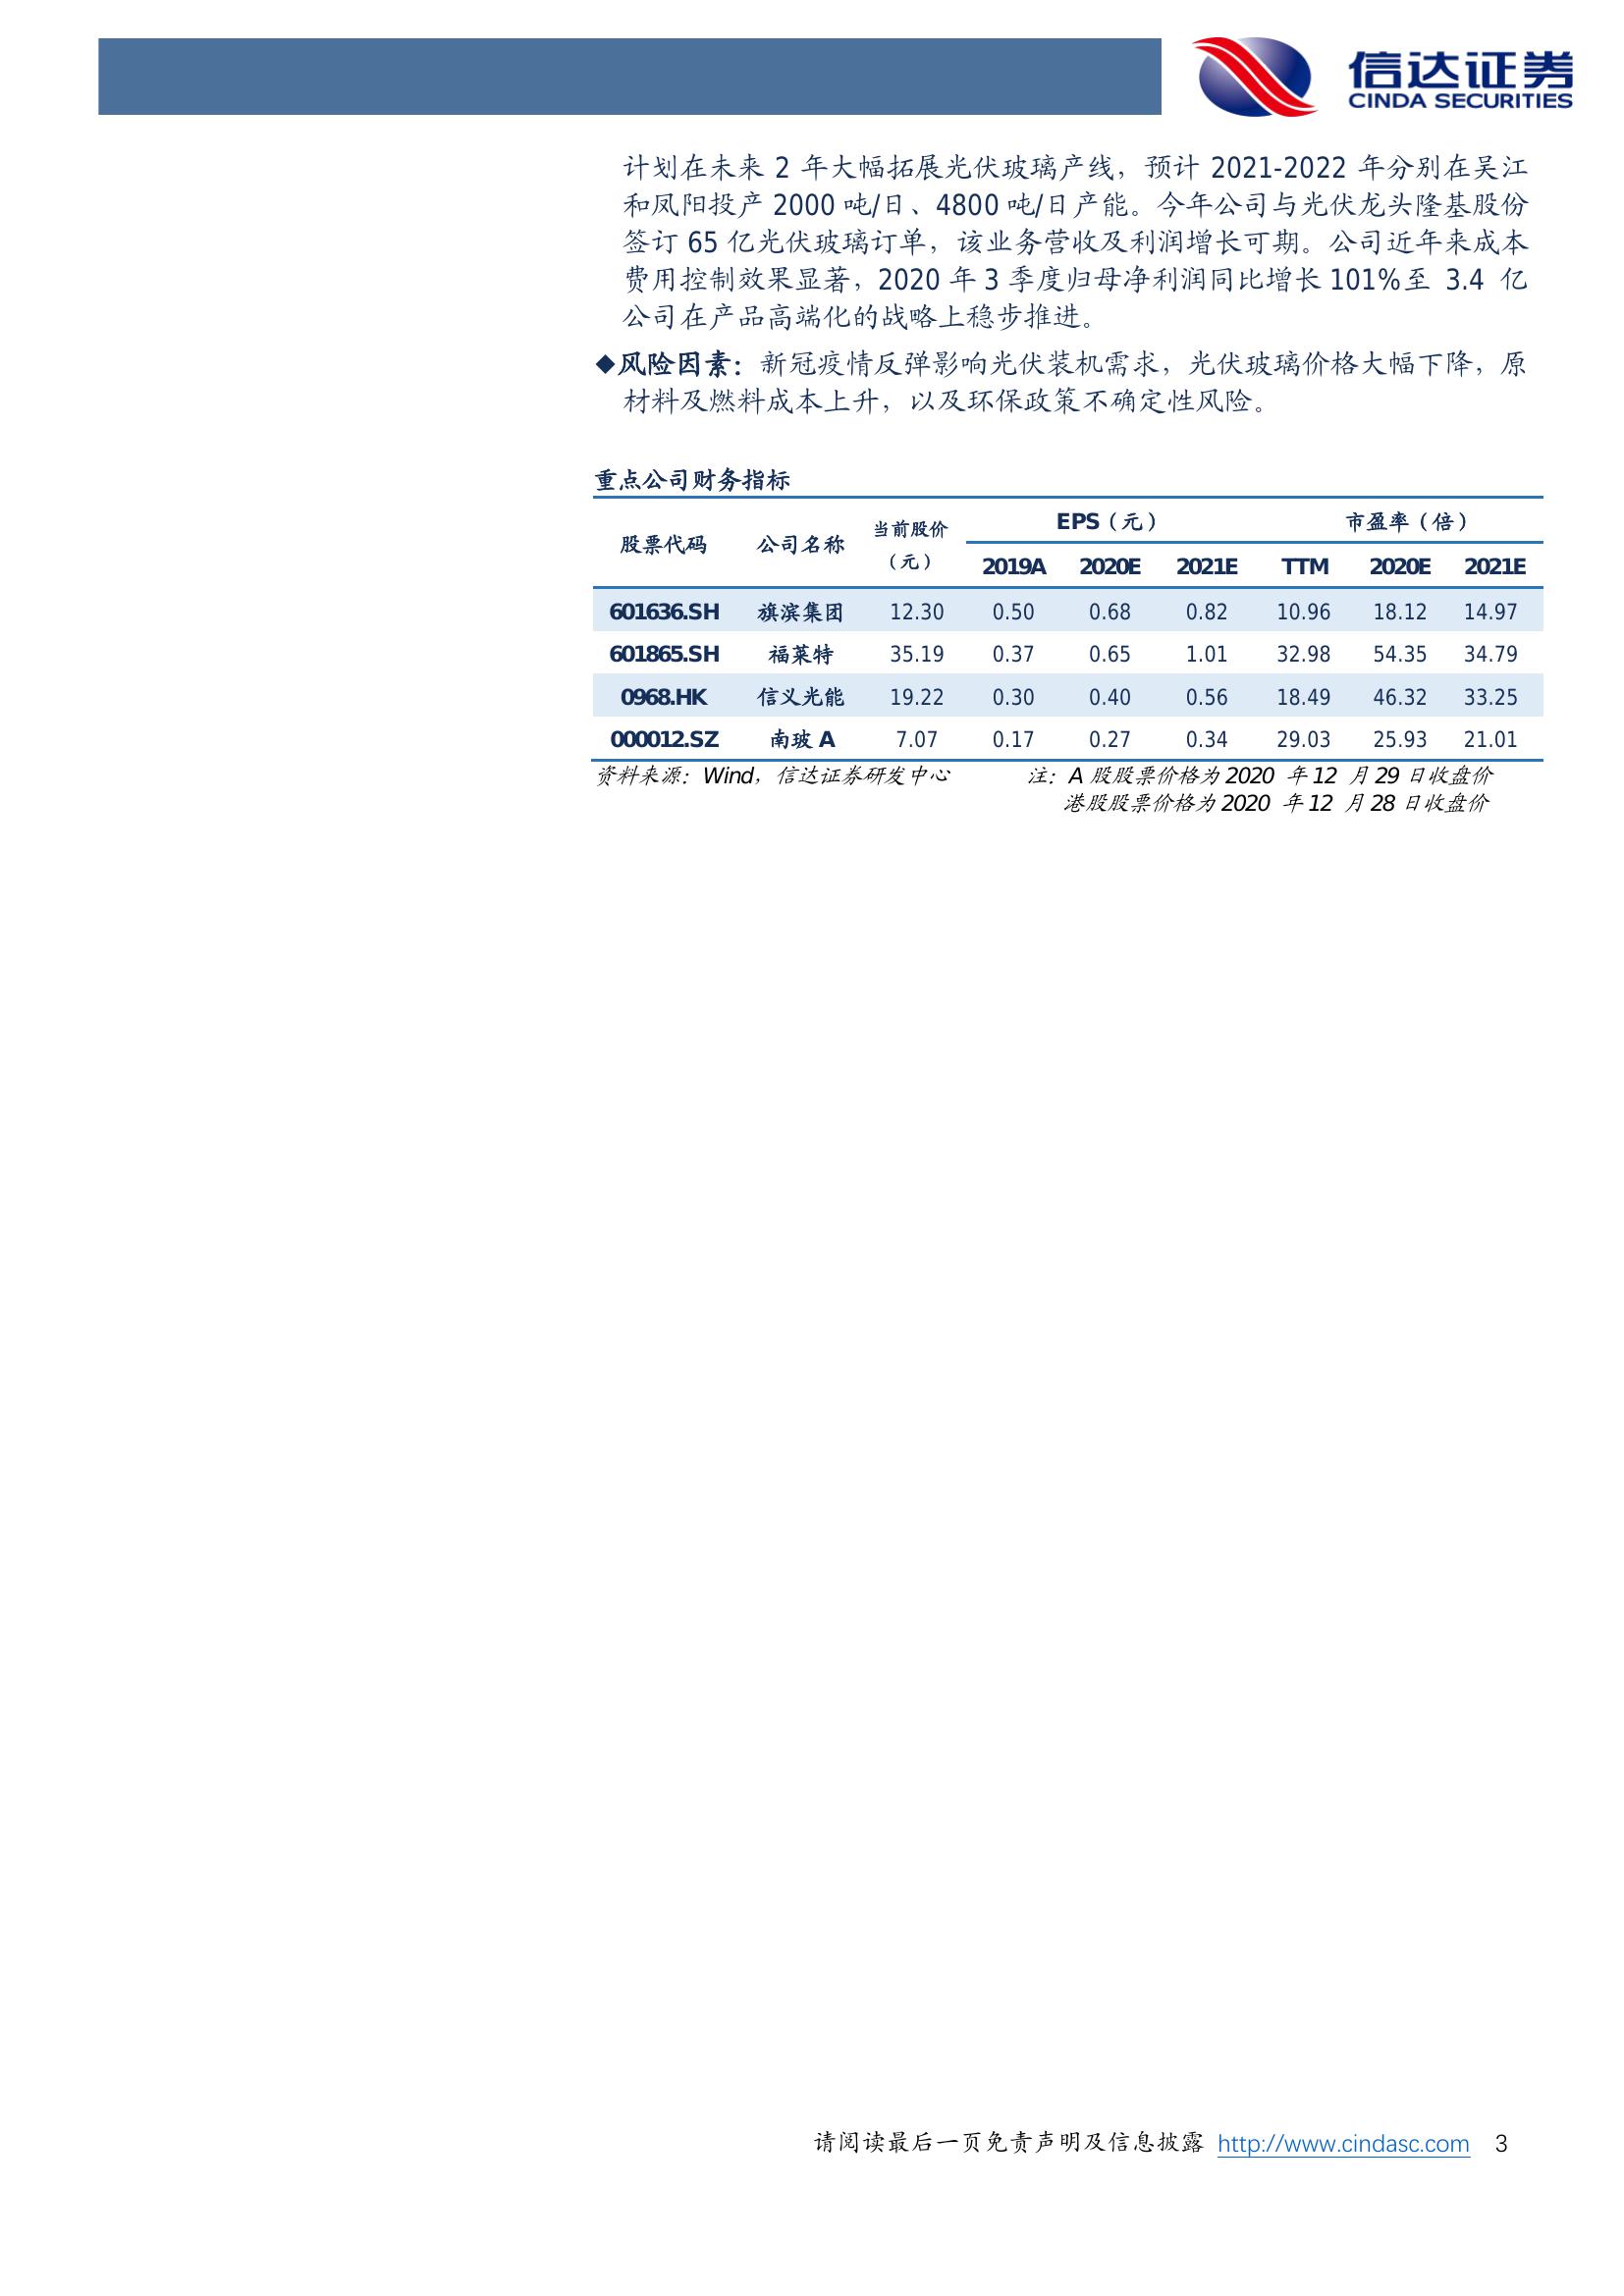 信达证券
CINDA SECURITIES
计划在未来 2 年大幅拓展光伏玻璃产线，预计 2021-2022 年分别在吴江
和凤阳投产 2000 吨/日、4800 吨/日产能。今年公司与光伏龙头隆基股份
签订 65 亿光伏玻璃订单，该业务营收及利润增长可期。公司近年来成本
费用控制效果显著，2020 年 3 季度归母净利润同比增长 101%至 3.4 亿
公司在产品高端化的战略上稳步推进。
◆风险因素：新冠疫情反弹影响光伏装机需求，光伏玻璃价格大幅下降，原
材料及燃料成本上升，以及环保政策不确定性风险。
重点公司财务指标
股票代码 公司名称 当前股价（元） EPS（元） 市盈率（倍）
2019A 2020E 2021E TTM 2020E 2021E
601636.SH 旗滨集团 12.30 0.50 0.68 0.82 10.96 18.12 14.97
601865.SH 福莱特 35.19 0.37 0.65 1.01 32.98 54.35 34.79
0968.HK 信义光能 19.22 0.30 0.40 0.56 18.49 46.32 33.25
000012.SZ 南玻 A 7.07 0.17 0.27 0.34 29.03 25.93 21.01
资料来源：Wind，信达证券研发中心 注：A 股股票价格为 2020 年 12 月 29 日收盘价
港股股票价格为 2020 年 12 月 28 日收盘价
请阅读最后一页免责声明及信息披露 http://www.cindasc.com 3